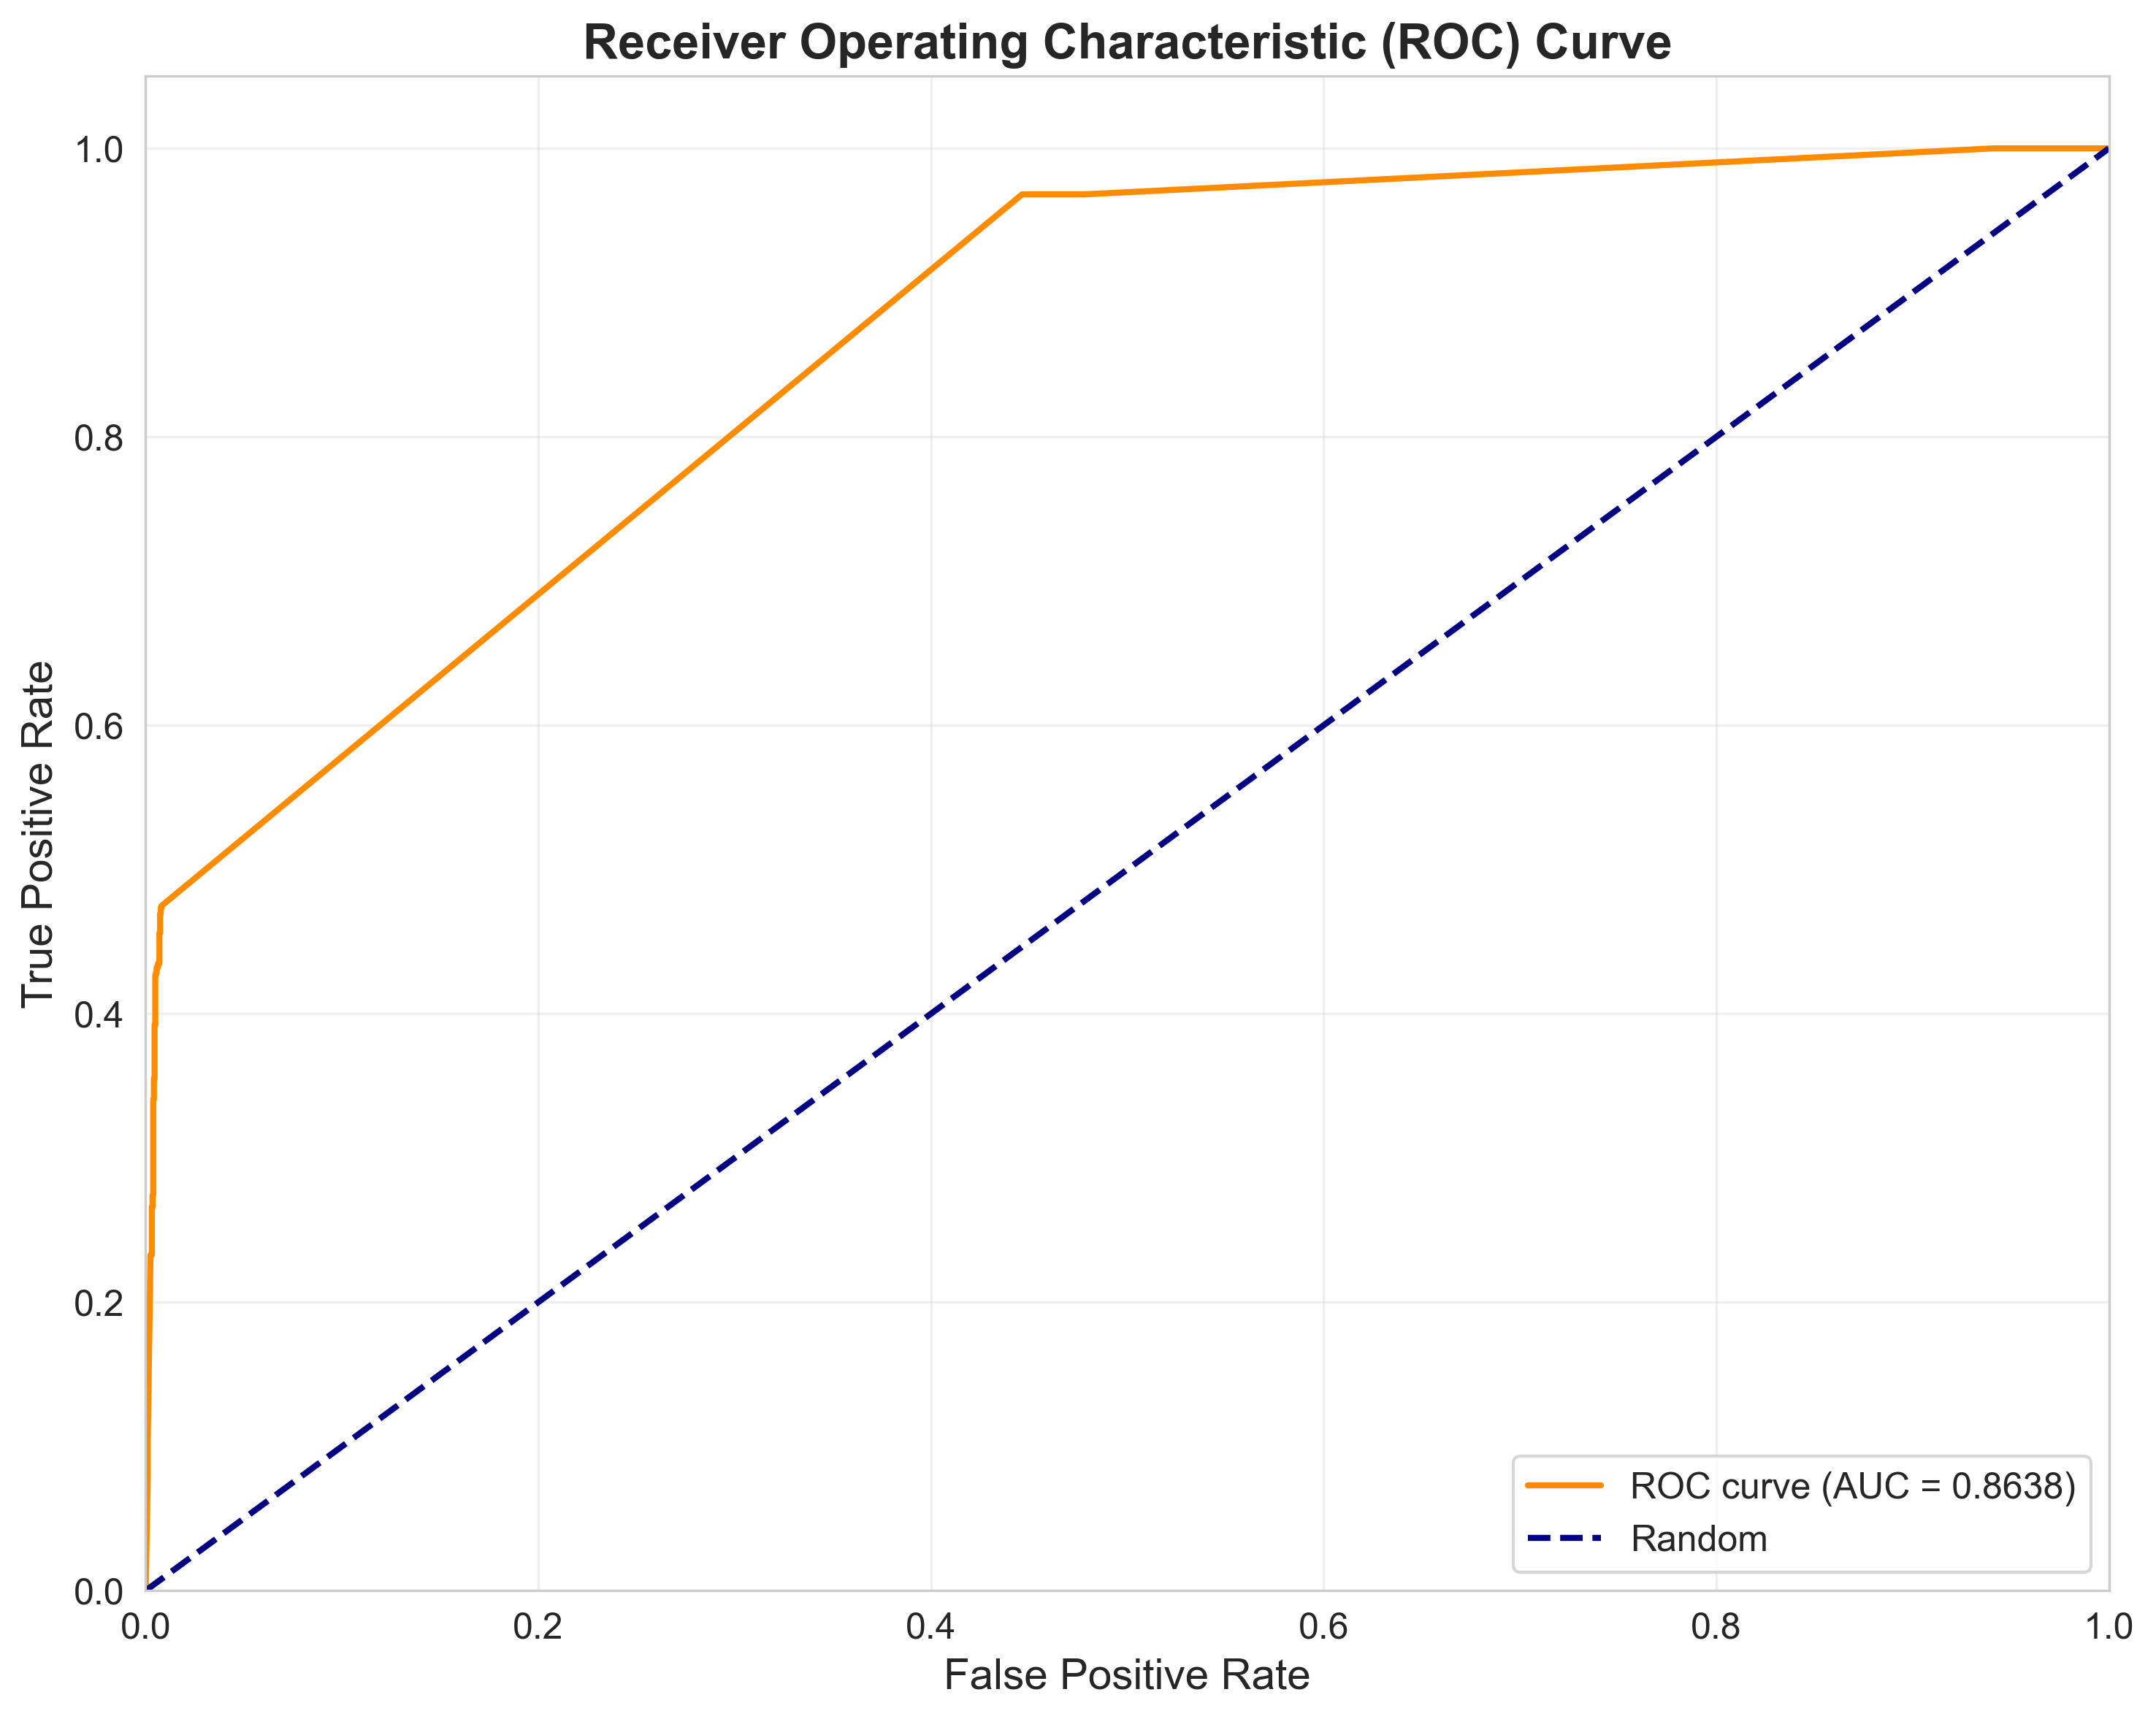 Receiver Operating Characteristic (ROC) Curve
True Positive Rate
1.0
0.8
0.6
0.4
0.2
0.0
0.0 0.2 0.4 0.6 0.8 1.0
False Positive Rate
ROC curve (AUC = 0.8638)
Random